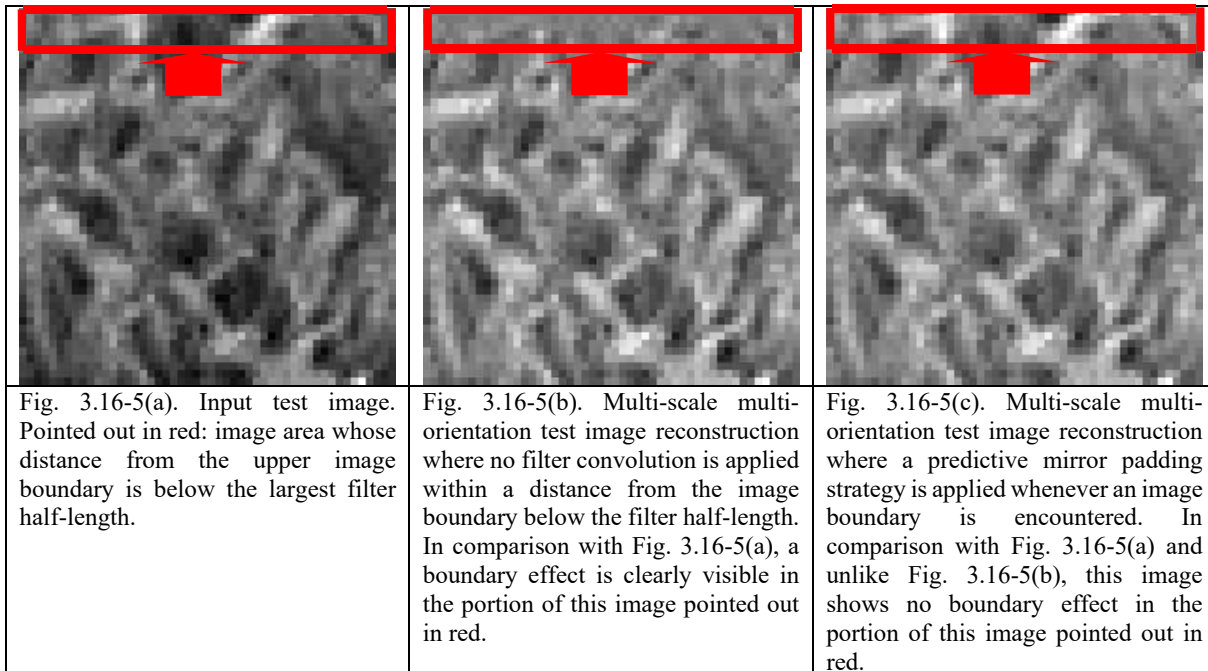 Fig. 3.16-5(a). Input test image.
Pointed out in red: image area whose
distance from the upper image
boundary is below the largest filter
half-length.
Fig. 3.16-5(b). Multi-scale multi-
orientation test image reconstruction
where no filter convolution is applied
within a distance from the image
boundary below the filter half-length.
In comparison with Fig. 3.16-5(a), a
boundary effect is clearly visible in
the portion of this image pointed out
in red.
Fig. 3.16-5(c). Multi-scale multi-
orientation test image reconstruction
where a predictive mirror padding
strategy is applied whenever an image
boundary is encountered. In
comparison with Fig. 3.16-5(a) and
unlike Fig. 3.16-5(b), this image
shows no boundary effect in the
portion of this image pointed out in
red.